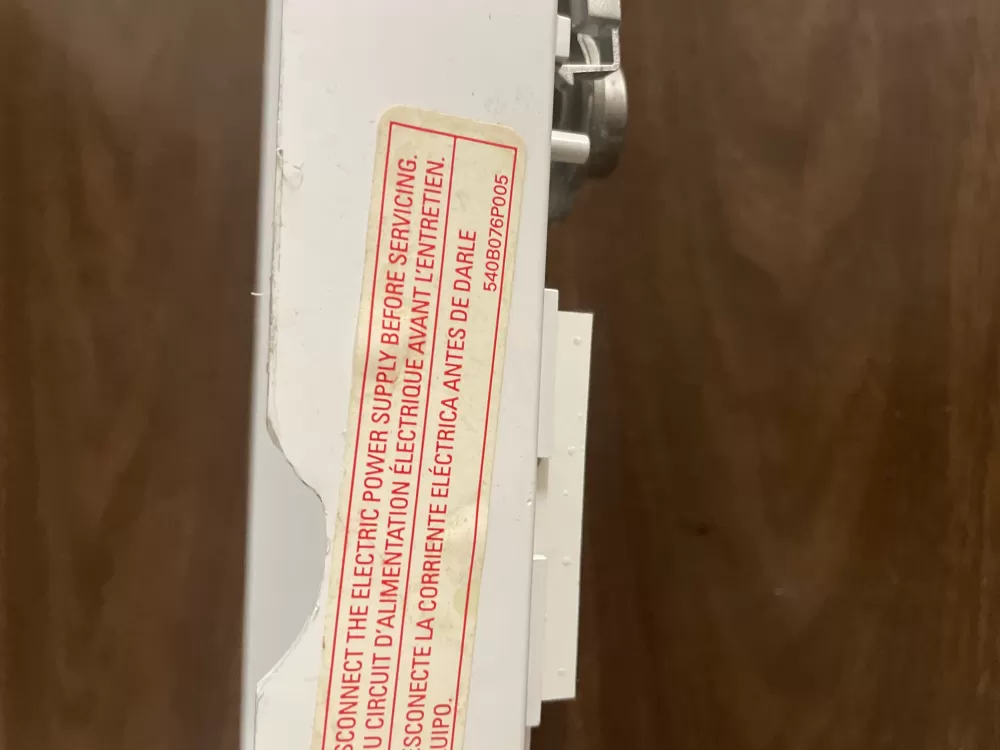 SCONNECT THE ELECTRIC POWER SUPPLY BEFORE SERVICING.
U CIRCUIT D'ALIMENTATION ÉLECTRIQUE AVANT L'ENTRETIEN.
SCONECTE LA CORRIENTE ELÉCTRICA ANTES DE DARLE
UIPO.
540B076P005